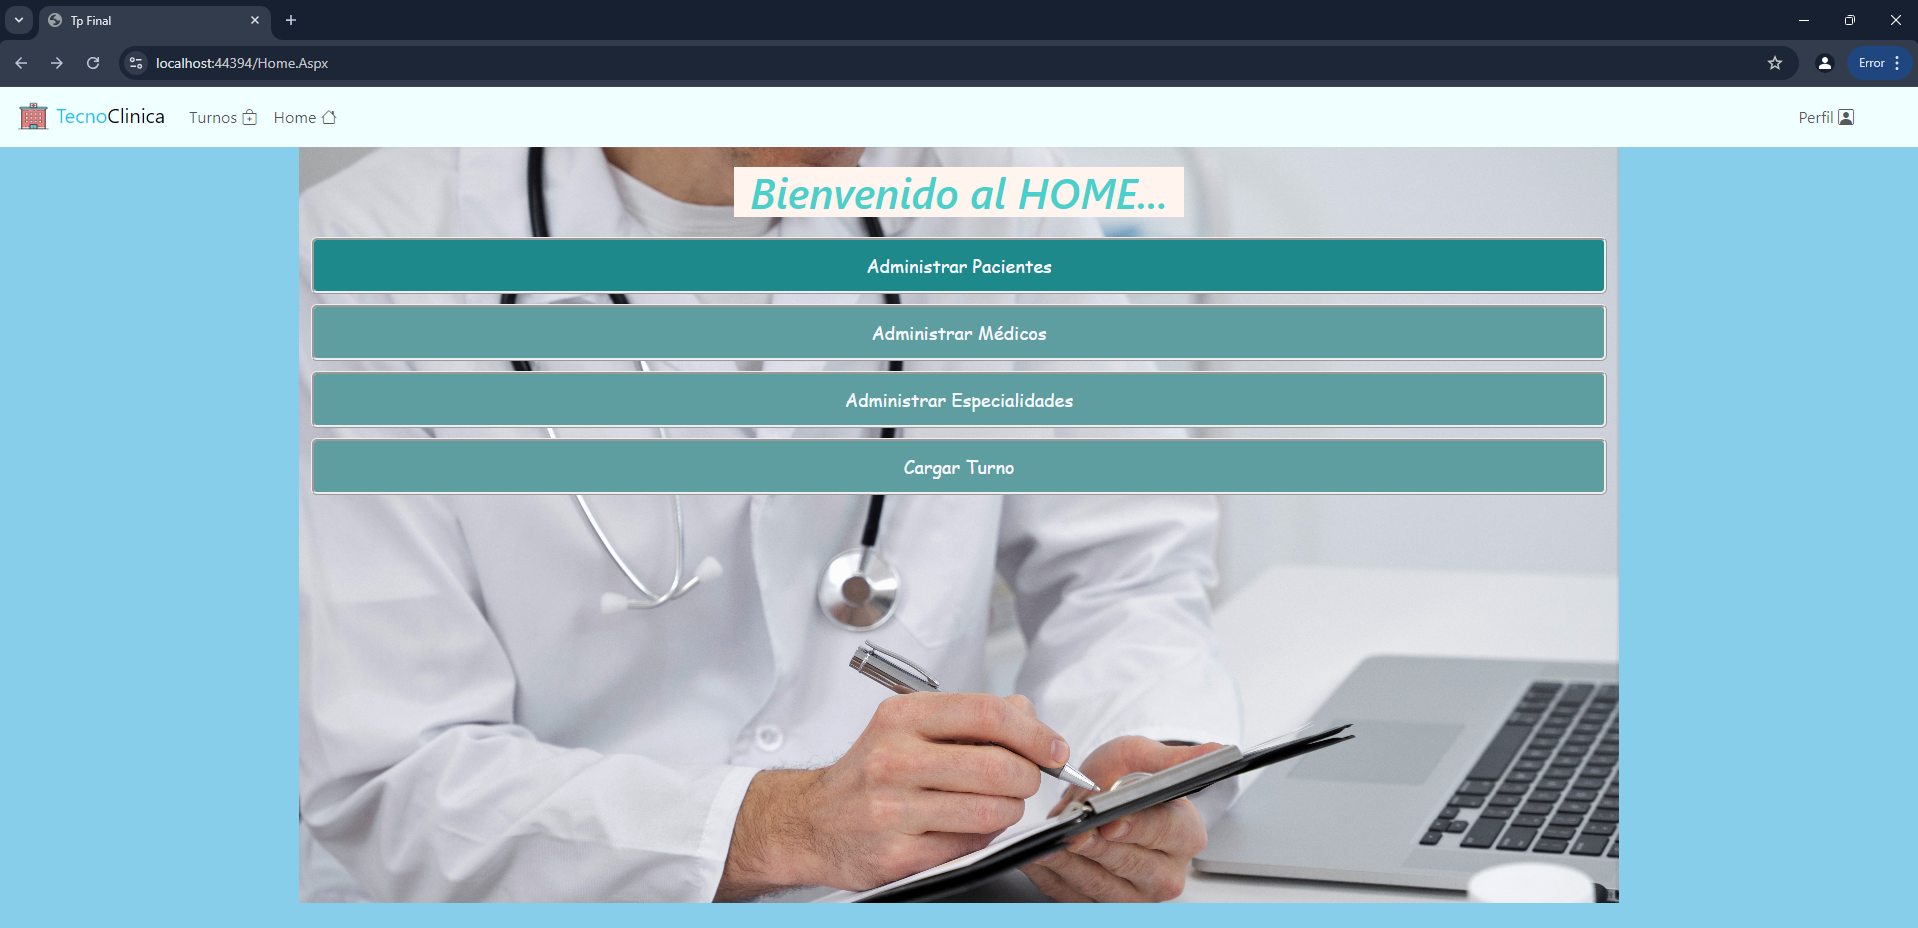 Tp Final
localhost:44394/Home.Aspx
Error
TecnoClinica
Turnos
Home
Perfil
Bienvenido al HOME...
Administrar Pacientes
Administrar Médicos
Administrar Especialidades
Cargar Turno